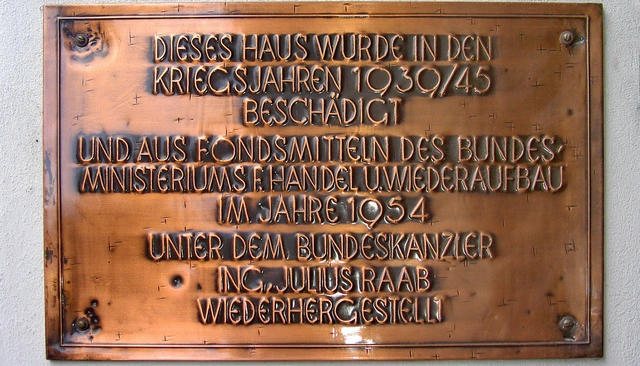 DIESES HAUS WURDE IN DEN
KRIEGSJAHREN 1939/45
BESCHÄDIGT
UND AUS FONDSMITTELN DES BUNDES-
MINISTERIUMS F. HANDEL U. WIEDERAUFBAU
IM JAHRE 1954
UNTER DEM BUNDESKANZLER
ING. JULIUS RAAB
WIEDERHERGESTELLT